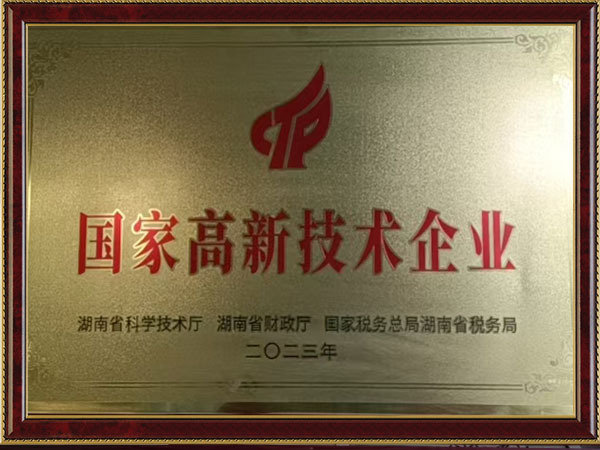 CTP
国家高新技术企业
湖南省科学技术厅 湖南省财政厅 国家税务总局湖南省税务局
二〇二三年